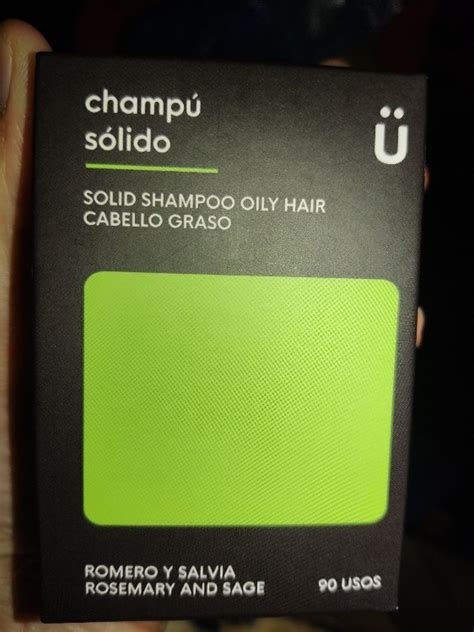 champú
sólido
Ü
SOLID SHAMPOO OILY HAIR
CABELLO GRASO
ROMERO Y SALVIA
ROSEMARY AND SAGE
90 USOS